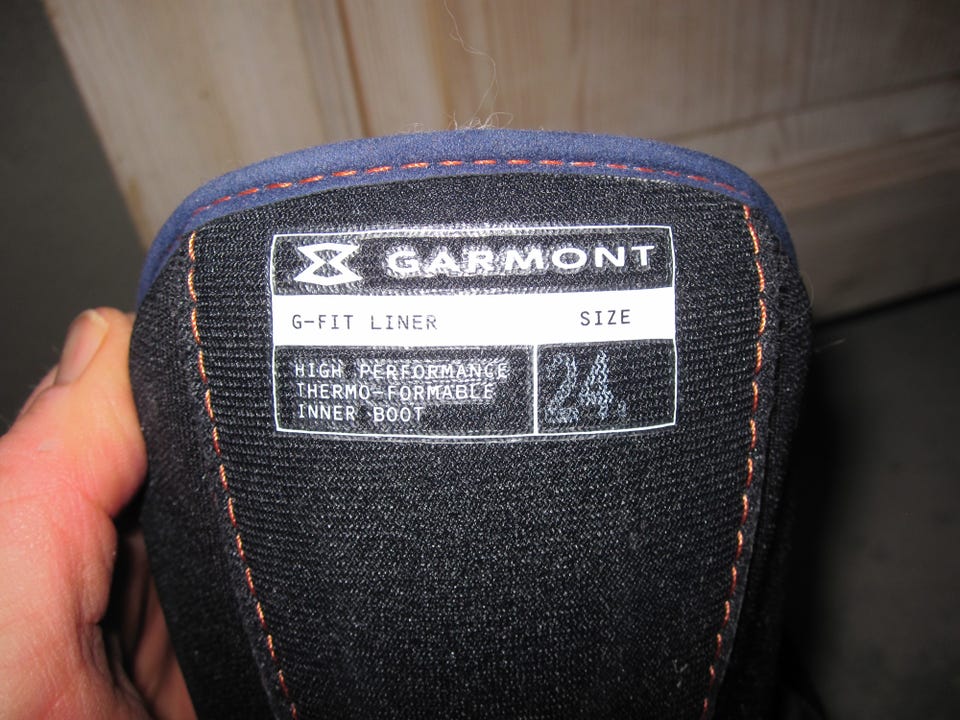 GARMONT
G-FIT LINER SIZE
HIGH PERFORMANCE
THERMO-FORMABLE
INNER BOOT
24.